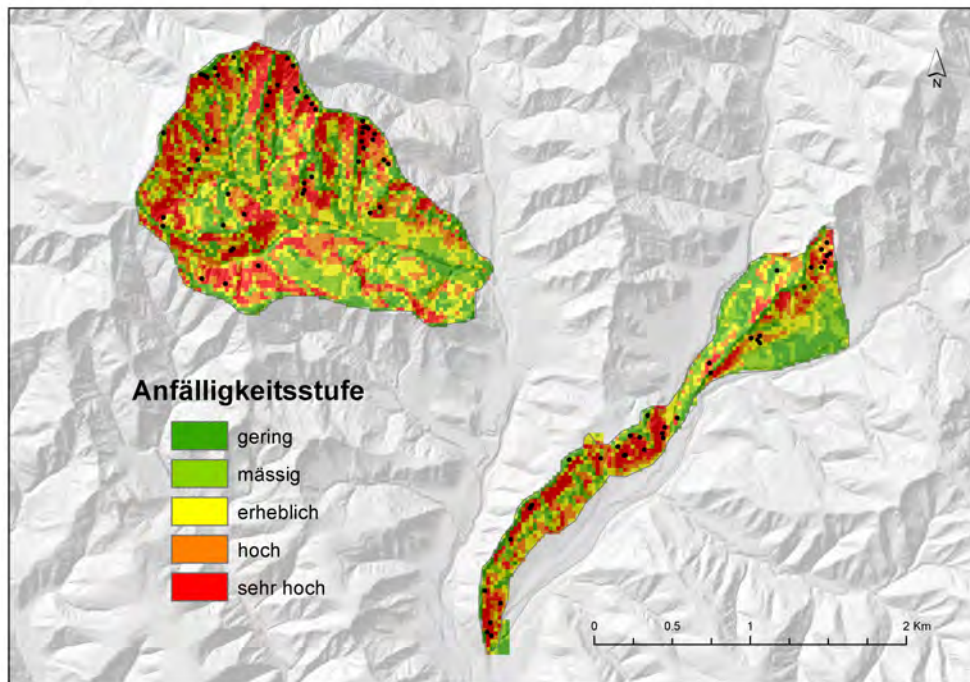 N
Anfälligkeitsstufe
gering
mässig
erheblich
hoch
sehr hoch
0 0.5 1 2 Km